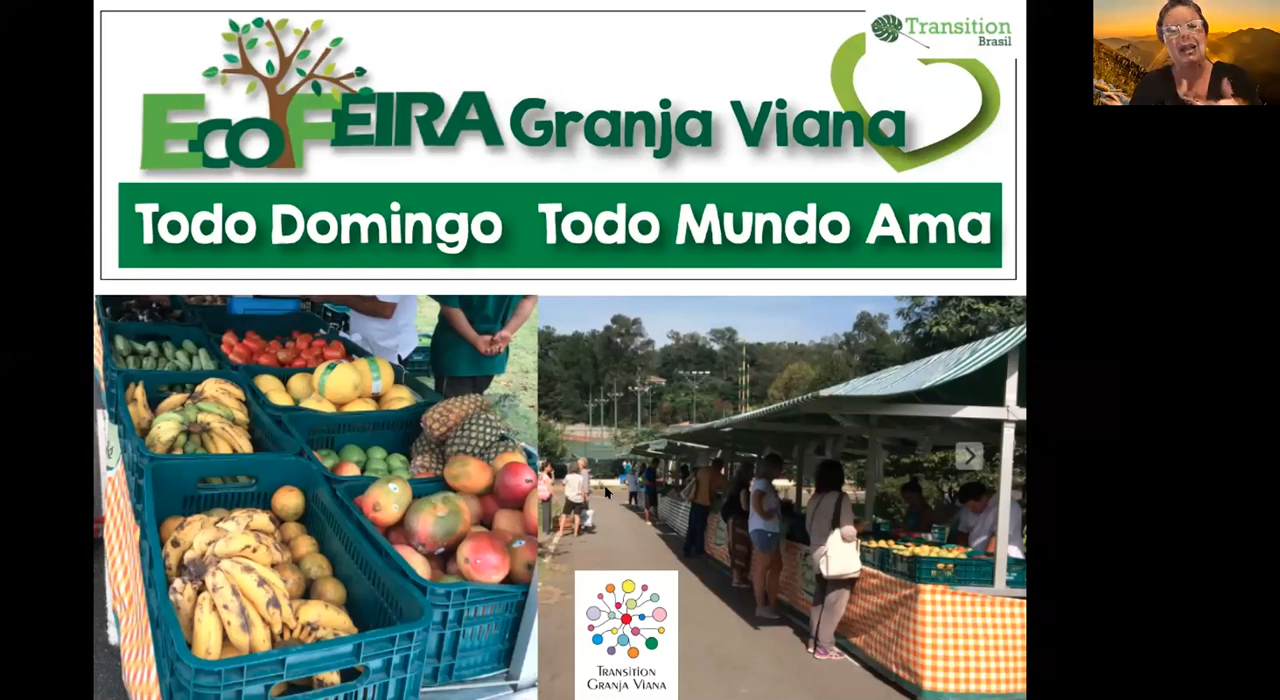 Transition
Brasil
EcoFEIRA Granja Viana
Todo Domingo Todo Mundo Ama
TRANSITION
GRANJA VIANA